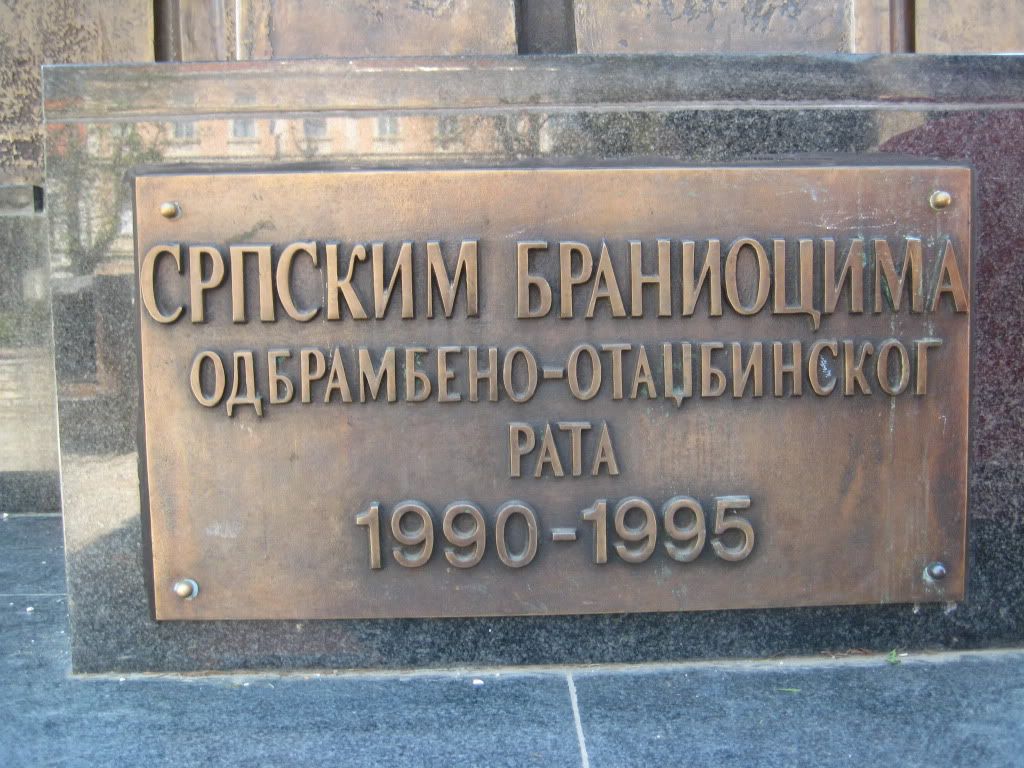 СРПСКИМ БРАНИОЦИМА
ОДБРАМБЕНО-ОТАЏБИНСКОГ
РАТА
1990-1995